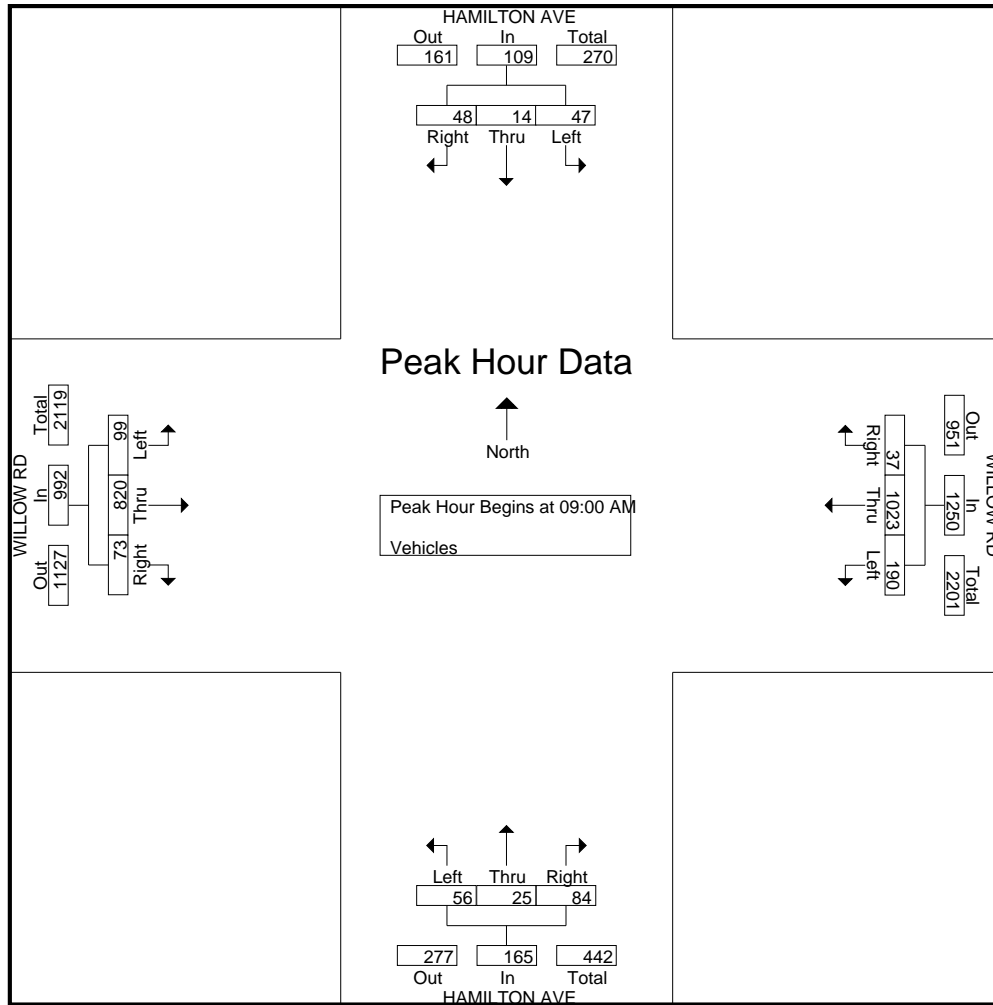 HAMILTON AVE
Out In Total
161 109 270
48 14 47
Right Thru Left
Peak Hour Data
North
Peak Hour Begins at 09:00 AM
Vehicles
WILLOW RD
Total In Out
2119 992 1127
99 820 73
Left Thru Right
WILLOW RD
Out In Total
951 1250 2201
37 1023 190
Right Thru Left
Left Thru Right
56 25 84
277 165 442
Out In Total
HAMILTON AVE